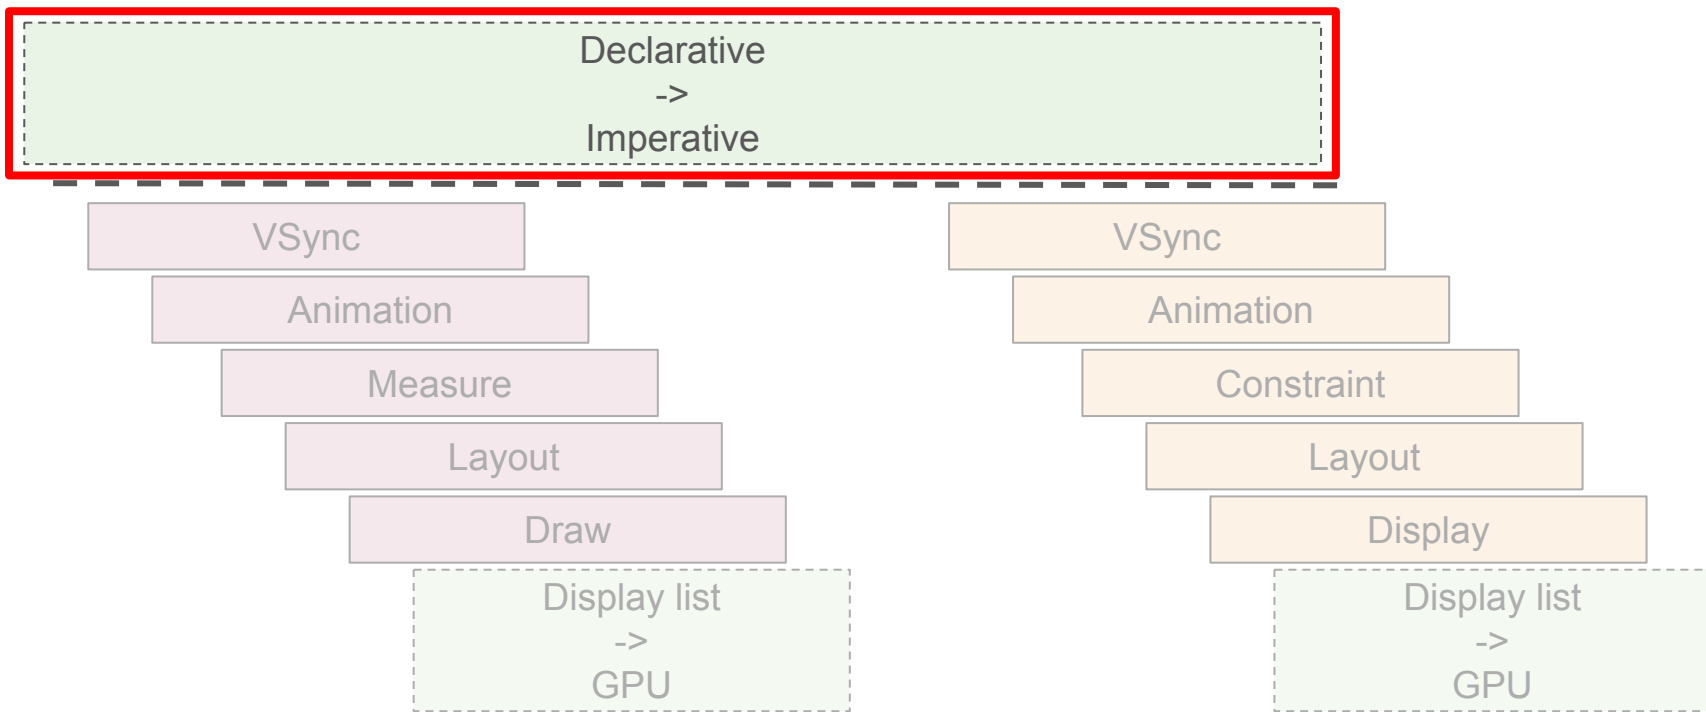 Declarative
->
Imperative
VSync
Animation
Measure
Layout
Draw
Display list
->
GPU
VSync
Animation
Constraint
Layout
Display
Display list
->
GPU